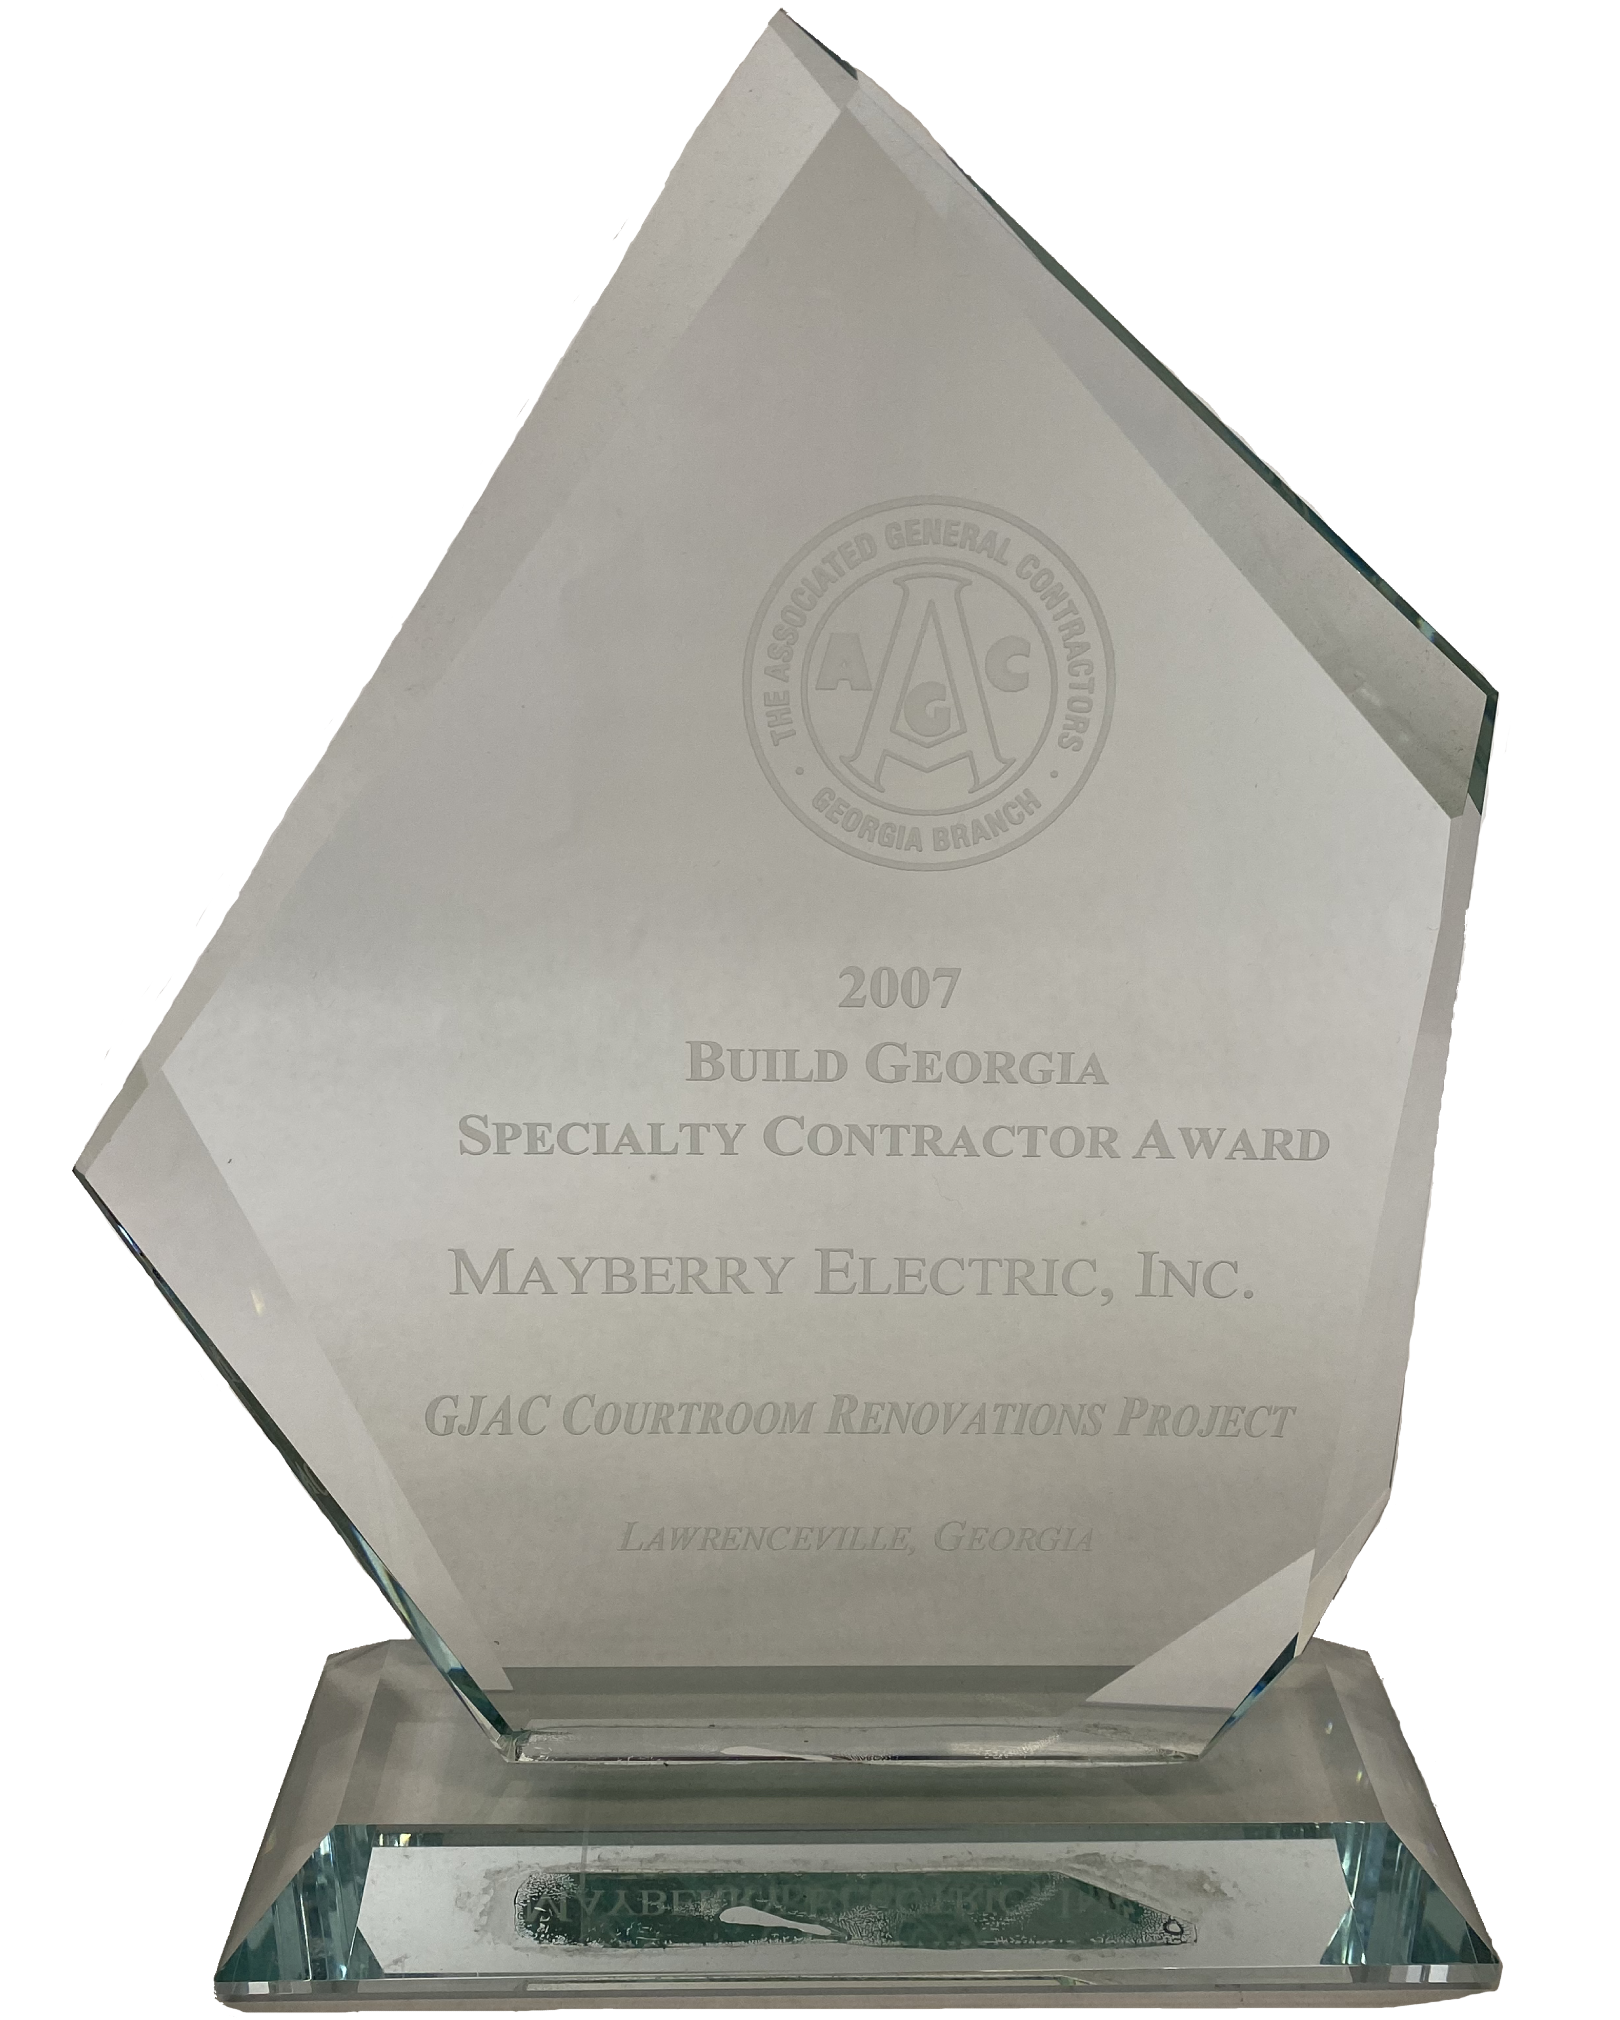 THE ASSOCIATED GENERAL CONTRACTORS
A G C
GEORGIA BRANCH
2007
BUILD GEORGIA
SPECIALTY CONTRACTOR AWARD
MAYBERRY ELECTRIC, INC.
GJAC COURTROOM RENOVATIONS PROJECT
LAWRENCEVILLE, GEORGIA